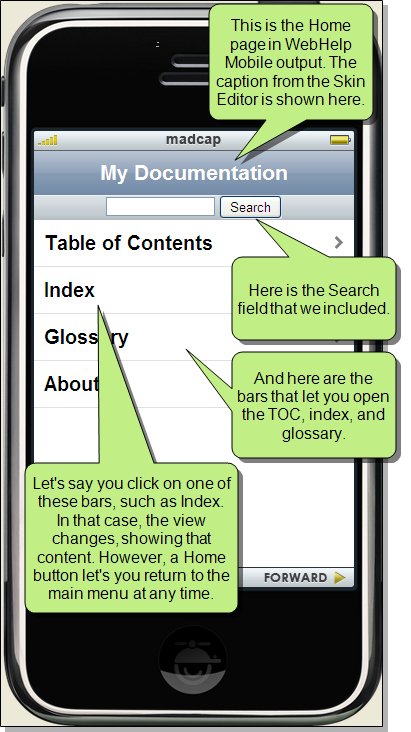 This is the Home
page in WebHelp
Mobile output. The
caption from the Skin
Editor is shown here.
madcap
My Documentation
Search
Table of Contents
Here is the Search
field that we included.
Index
Glossary
And here are the
bars that let you open
the TOC, index, and
glossary.
About
Let's say you click on one of
these bars, such as Index.
In that case, the view
changes, showing that
content. However, a Home
button let's you return to the
main menu at any time.
FORWARD